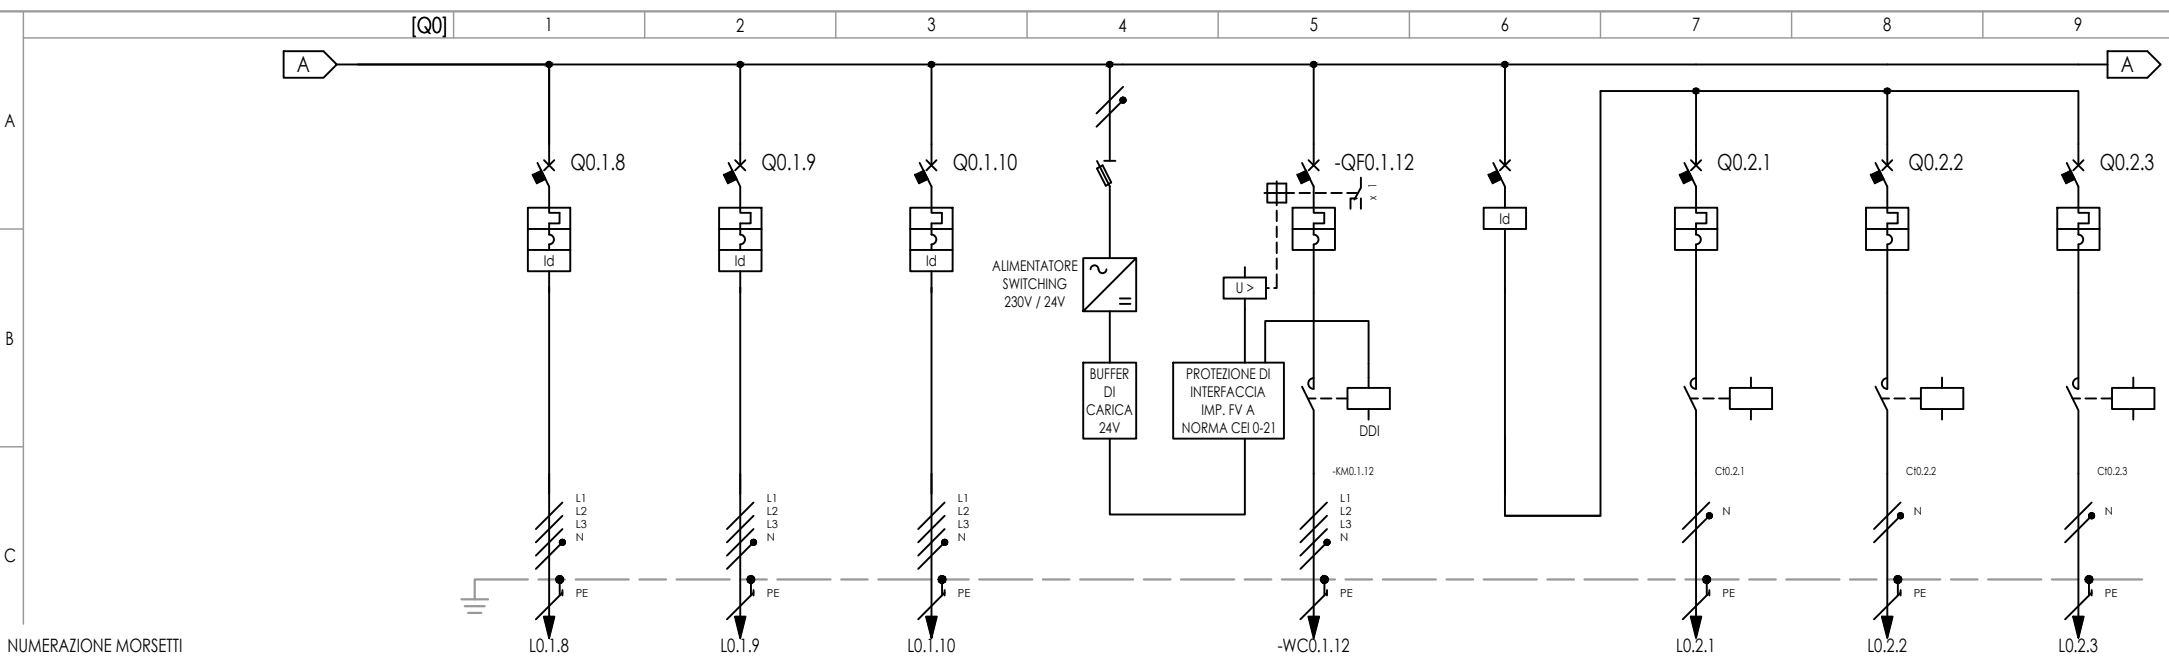 [Q0] 1 2 3 4 5 6 7 8 9
A A
A
Q0.1.8 Q0.1.9 Q0.1.10 -QF0.1.12 Q0.2.1 Q0.2.2 Q0.2.3
x 1
Id
Id Id Id
ALIMENTATORE
SWITCHING
230V / 24V
U >
B
BUFFER
DI
CARICA
24V
PROTEZIONE DI
INTERFACCIA
IMP. FV A
NORMA CEI 0-21
DDI
-KM0.1.12 Ct0.2.1 Ct0.2.2 Ct0.2.3
L1 L1 L1 L1
L2 L2 L2 L2
L3 L3 L3 L3
N N N N
N N N
C
PE PE PE PE PE PE PE
NUMERAZIONE MORSETTI L0.1.8 L0.1.9 L0.1.10 -WC0.1.12 L0.2.1 L0.2.2 L0.2.3